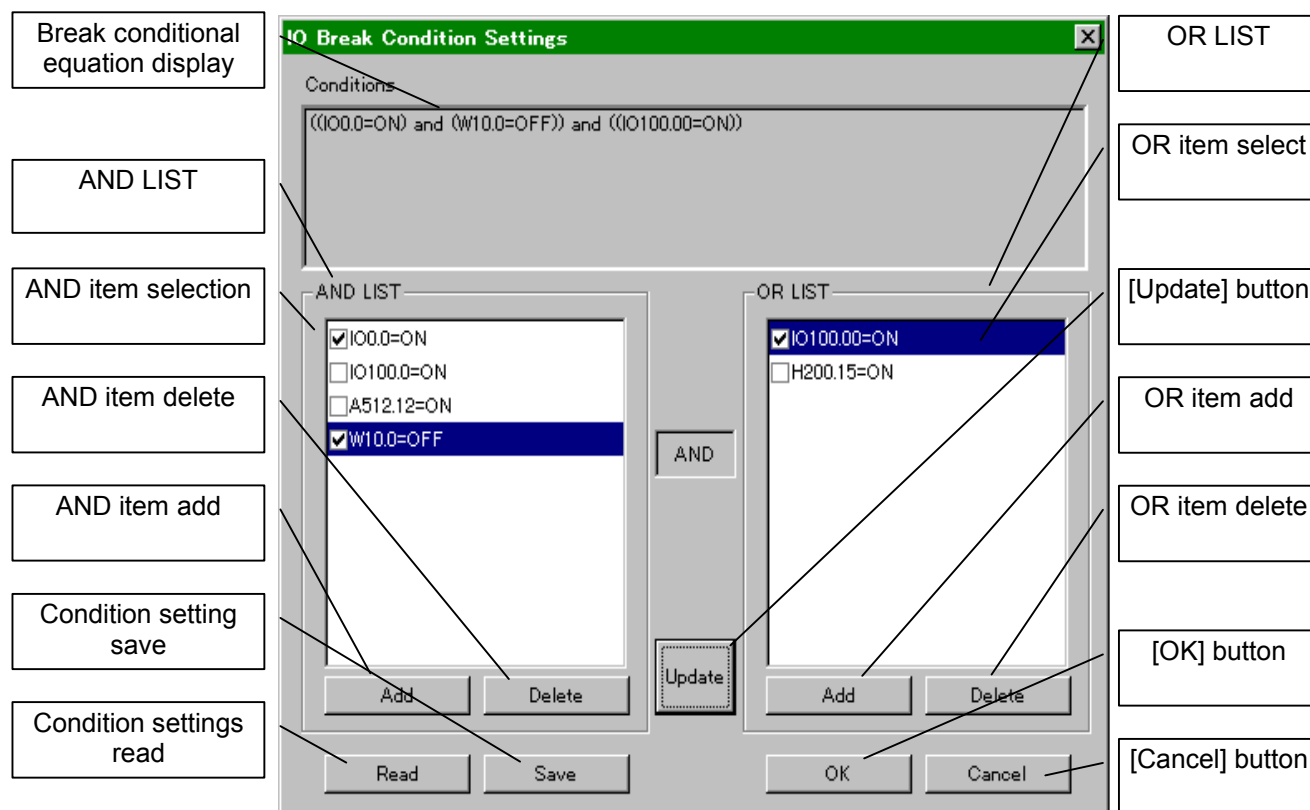 Break conditional
equation display
AND LIST
AND item selection
AND item delete
AND item add
Condition setting
save
Condition settings
read
IO Break Condition Settings
Conditions
((IO0.0=ON) and (W10.0=OFF)) and ((IO100.00=ON))
AND LIST
IO0.0=ON
IO100.0=ON
A512.12=ON
W10.0=OFF
Add Delete
AND
Update
OR LIST
IO100.00=ON
H200.15=ON
Add Delete
Read Save OK Cancel
OR LIST
OR item select
[Update] button
OR item add
OR item delete
[OK] button
[Cancel] button